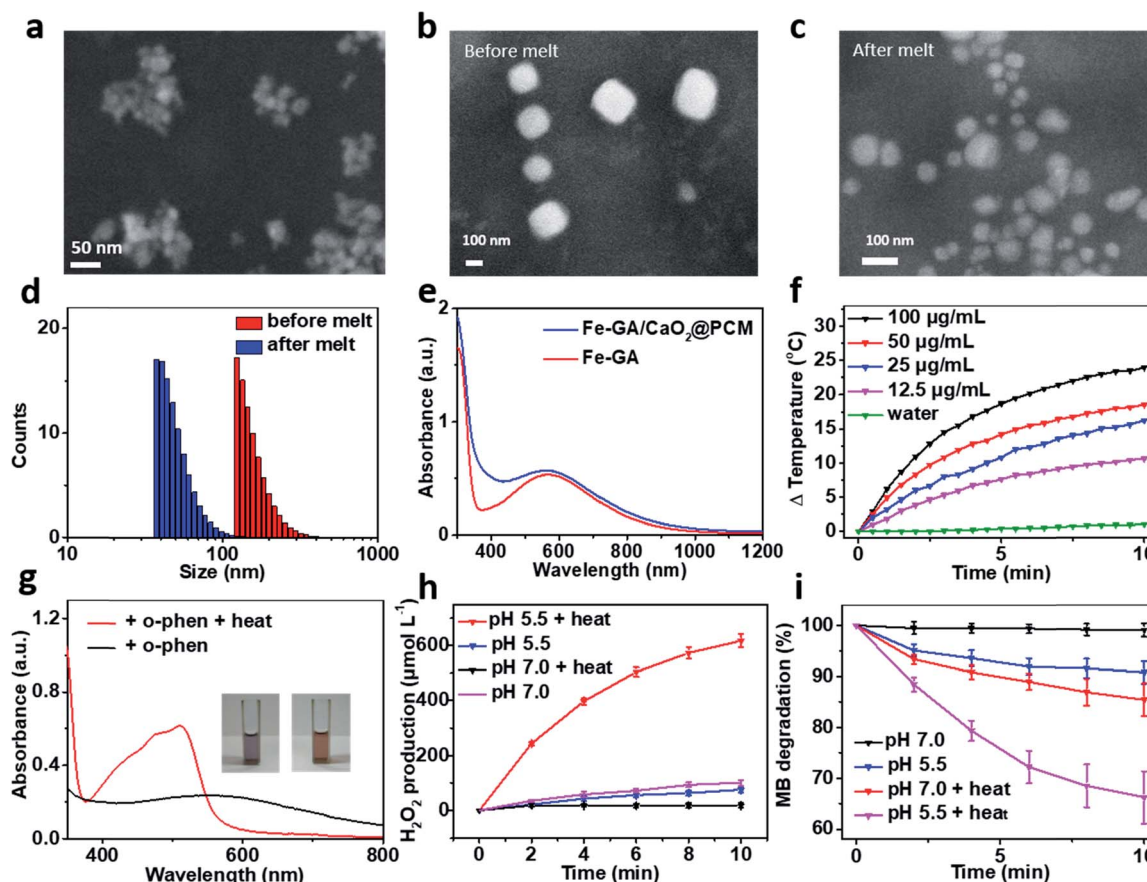 a
50 nm
b
Before melt
100 nm
c
After melt
100 nm
d
20
10
0
Counts
before melt
after melt
10
100
1000
Size (nm)
e
2
1
0
Absorbance (a.u.)
Fe-GA/CaO₂@PCM
Fe-GA
300
600
900
1200
Wavelength (nm)
f
30
25
20
15
10
5
0
Δ Temperature (°C)
100 µg/mL
50 µg/mL
25 µg/mL
12.5 µg/mL
water
0
5
10
Time (min)
g
1.2
0.8
0.4
0.0
Absorbance (a.u.)
+ o-phen + heat
+ o-phen
400
600
800
Wavelength (nm)
h
600
400
200
0
H₂O₂ production (µmol L⁻¹)
pH 5.5 + heat
pH 5.5
pH 7.0 + heat
pH 7.0
0
2
4
6
8
10
Time (min)
i
100
90
80
70
60
MB degradation (%)
pH 7.0
pH 5.5
pH 7.0 + heat
pH 5.5 + heat
0
5
10
Time (min)